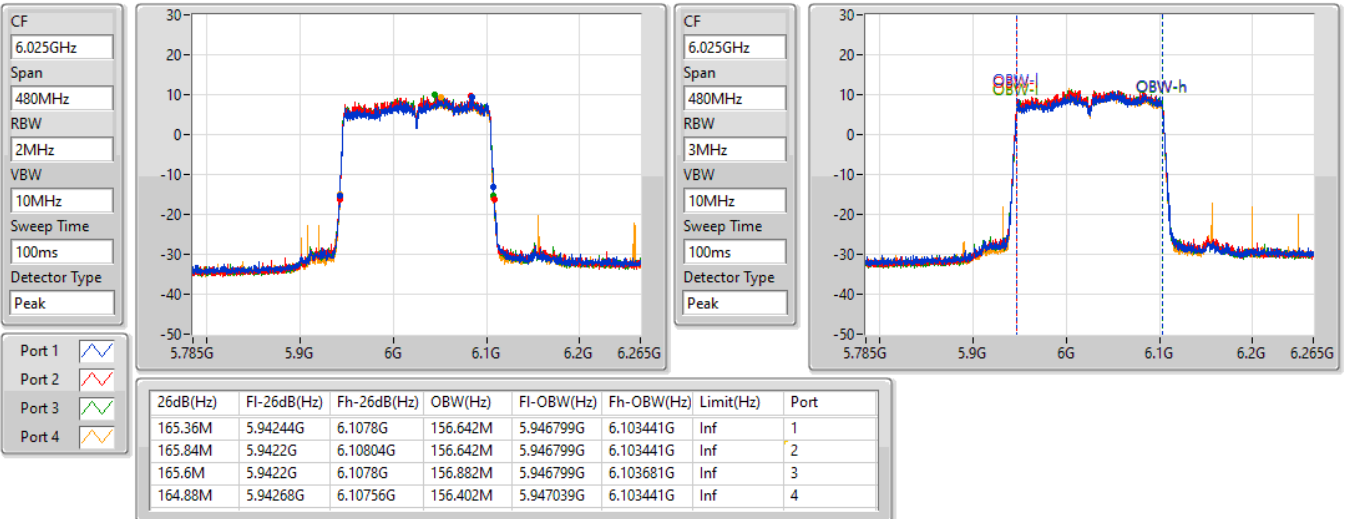 CF
6.025GHz
Span
480MHz
RBW
2MHz
VBW
10MHz
Sweep Time
100ms
Detector Type
Peak
Port 1
Port 2
Port 3
Port 4
30
20
10
0
-10
-20
-30
-40
-50
5.785G 5.9G 6G 6.1G 6.2G 6.265G
CF
6.025GHz
Span
480MHz
RBW
3MHz
VBW
10MHz
Sweep Time
100ms
Detector Type
Peak
30
20
10
0
-10
-20
-30
-40
-50
OBW-l
OBW-l
OBW-h
5.785G 5.9G 6G 6.1G 6.2G 6.265G
26dB(Hz) Fl-26dB(Hz) Fh-26dB(Hz) OBW(Hz) Fl-OBW(Hz) Fh-OBW(Hz) Limit(Hz) Port
165.36M 5.94244G 6.1078G 156.642M 5.946799G 6.103441G Inf 1
165.84M 5.9422G 6.10804G 156.642M 5.946799G 6.103441G Inf 2
165.6M 5.9422G 6.1078G 156.882M 5.946799G 6.103681G Inf 3
164.88M 5.94268G 6.10756G 156.402M 5.947039G 6.103441G Inf 4